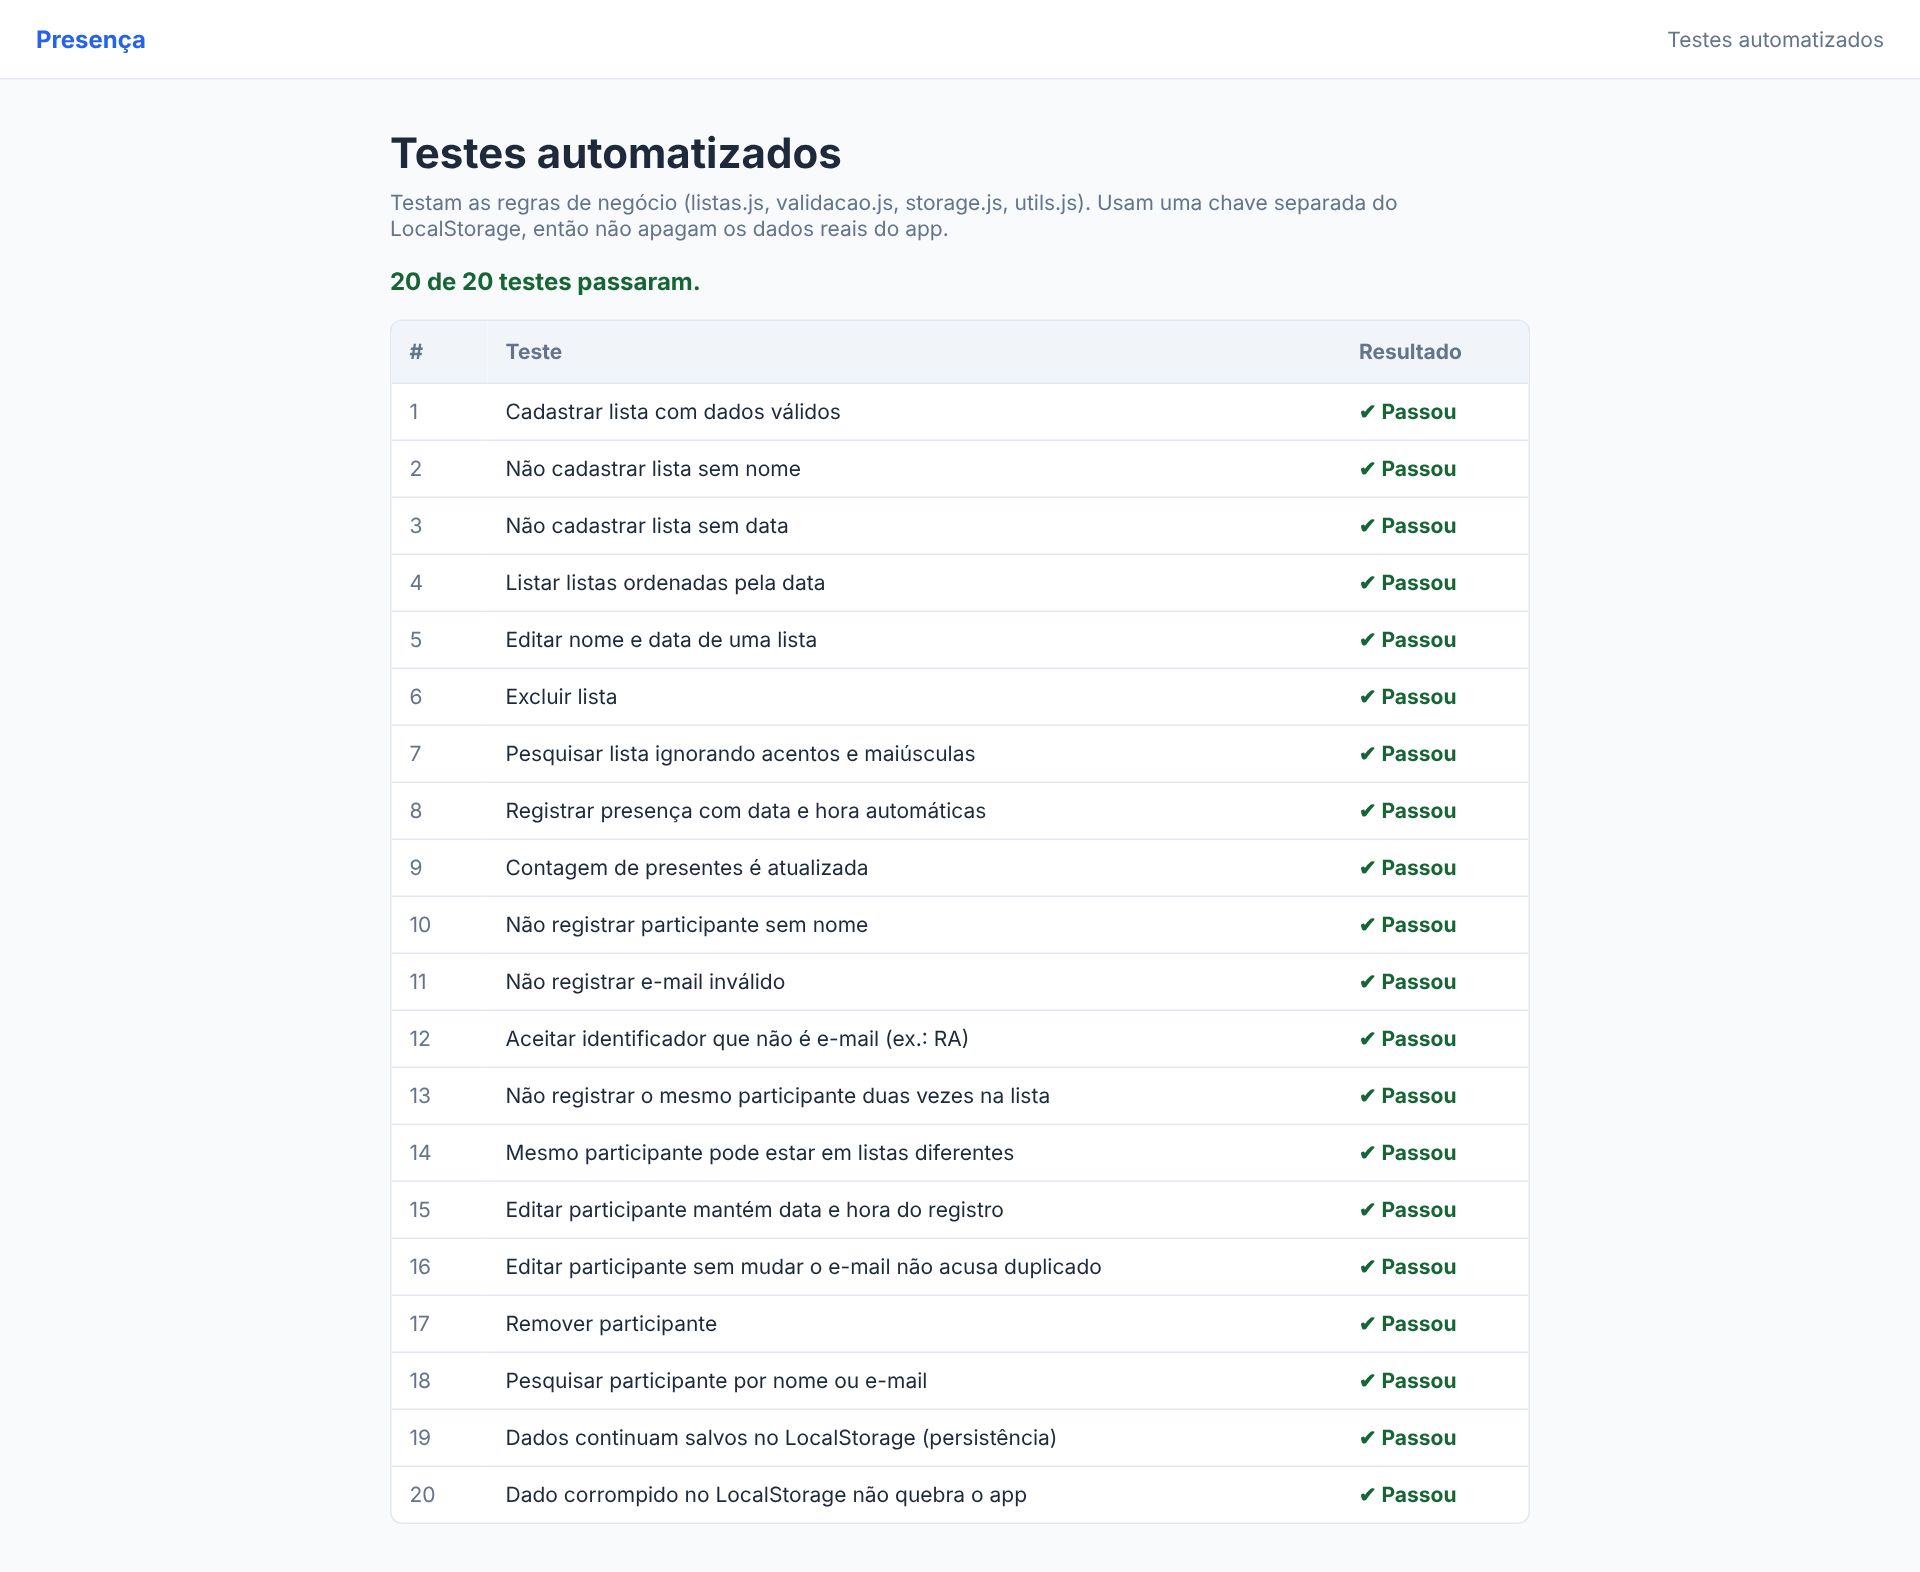 Presença
Testes automatizados
Testes automatizados
Testam as regras de negócio (listas.js, validacao.js, storage.js, utils.js). Usam uma chave separada do
LocalStorage, então não apagam os dados reais do app.
20 de 20 testes passaram.
# Teste Resultado
1 Cadastrar lista com dados válidos ✔ Passou
2 Não cadastrar lista sem nome ✔ Passou
3 Não cadastrar lista sem data ✔ Passou
4 Listar listas ordenadas pela data ✔ Passou
5 Editar nome e data de uma lista ✔ Passou
6 Excluir lista ✔ Passou
7 Pesquisar lista ignorando acentos e maiúsculas ✔ Passou
8 Registrar presença com data e hora automáticas ✔ Passou
9 Contagem de presentes é atualizada ✔ Passou
10 Não registrar participante sem nome ✔ Passou
11 Não registrar e-mail inválido ✔ Passou
12 Aceitar identificador que não é e-mail (ex.: RA) ✔ Passou
13 Não registrar o mesmo participante duas vezes na lista ✔ Passou
14 Mesmo participante pode estar em listas diferentes ✔ Passou
15 Editar participante mantém data e hora do registro ✔ Passou
16 Editar participante sem mudar o e-mail não acusa duplicado ✔ Passou
17 Remover participante ✔ Passou
18 Pesquisar participante por nome ou e-mail ✔ Passou
19 Dados continuam salvos no LocalStorage (persistência) ✔ Passou
20 Dado corrompido no LocalStorage não quebra o app ✔ Passou